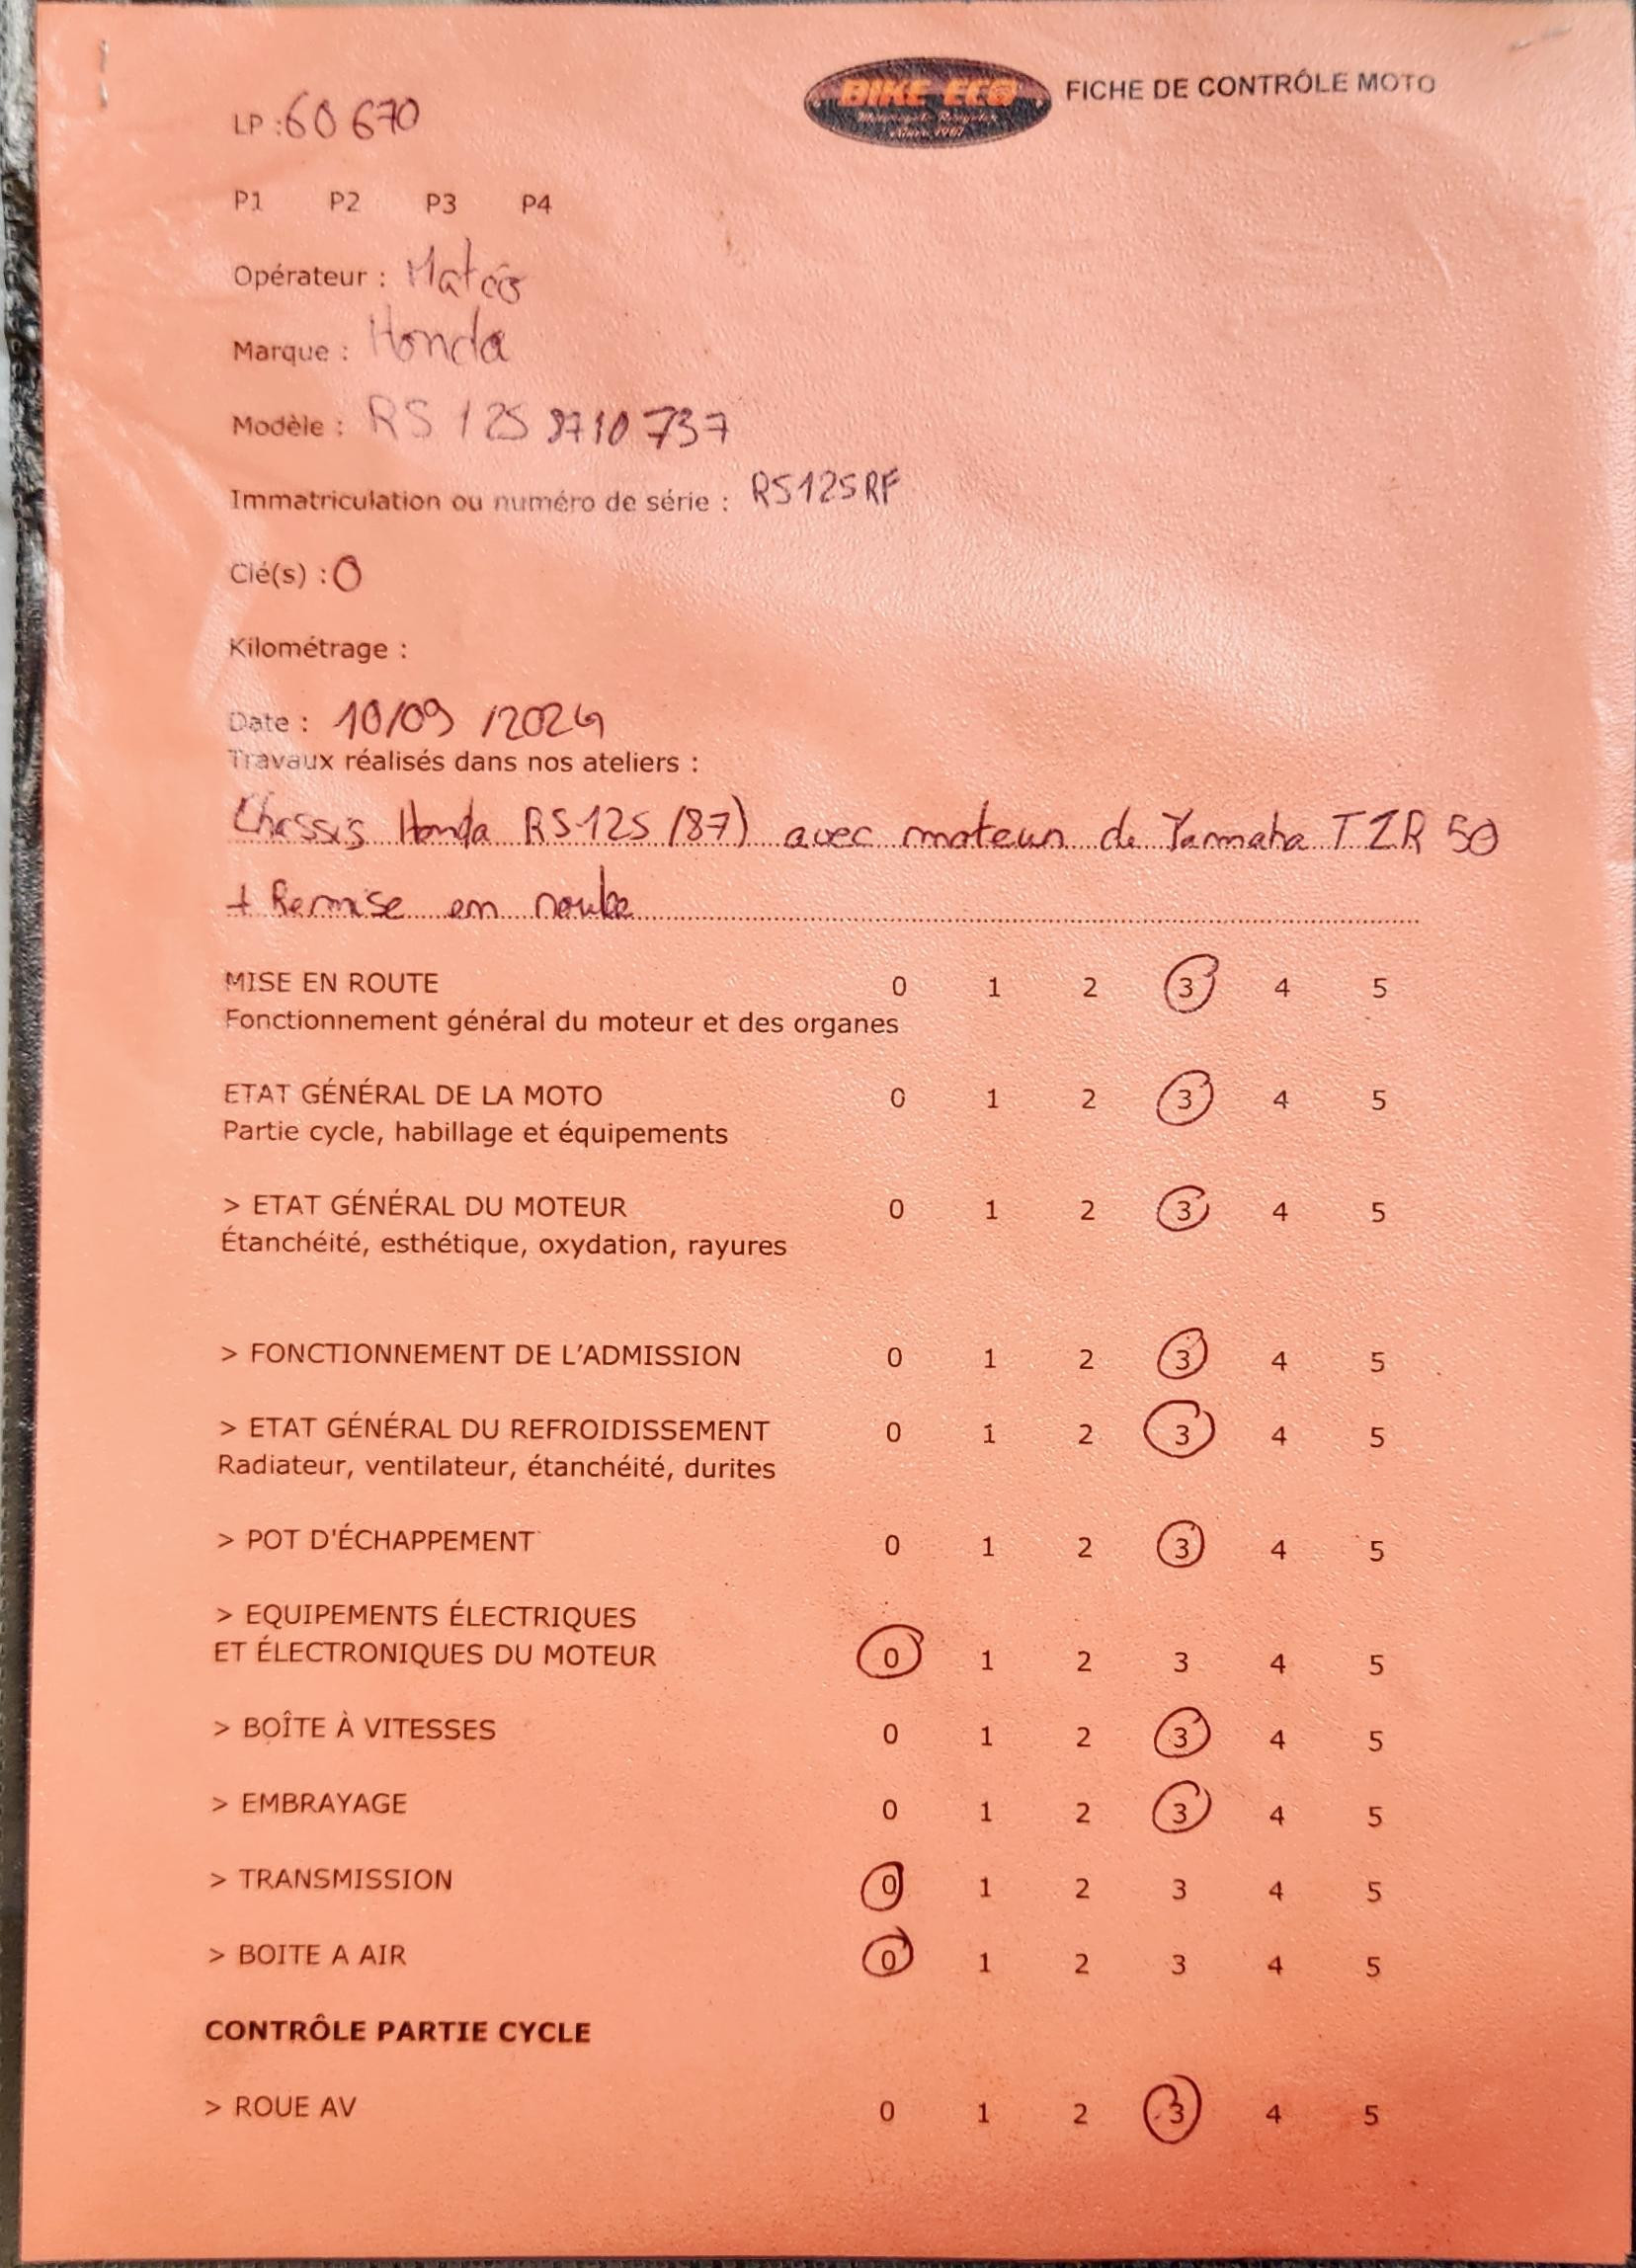 BIKE ECO
Motorcycle Recycler
Since 1987
FICHE DE CONTRÔLE MOTO
LP : 60 670
P1 P2 P3 P4
Opérateur :
Marque : Honda
Modèle : RS 125 8710737
Immatriculation ou numéro de série : RS125RF
Clé(s) : 0
Kilométrage :
Date : 10/09 /2024
Travaux réalisés dans nos ateliers :
Chassis Honda RS125 (87) avec moteur de Yamaha TZR 50
+ Remise en route
MISE EN ROUTE 0 1 2 3 4 5
Fonctionnement général du moteur et des organes
ETAT GÉNÉRAL DE LA MOTO 0 1 2 3 4 5
Partie cycle, habillage et équipements
> ETAT GÉNÉRAL DU MOTEUR 0 1 2 3 4 5
Étanchéité, esthétique, oxydation, rayures
> FONCTIONNEMENT DE L’ADMISSION 0 1 2 3 4 5
> ETAT GÉNÉRAL DU REFROIDISSEMENT 0 1 2 3 4 5
Radiateur, ventilateur, étanchéité, durites
> POT D'ÉCHAPPEMENT 0 1 2 3 4 5
> EQUIPEMENTS ÉLECTRIQUES
ET ÉLECTRONIQUES DU MOTEUR 0 1 2 3 4 5
> BOÎTE À VITESSES 0 1 2 3 4 5
> EMBRAYAGE 0 1 2 3 4 5
> TRANSMISSION 0 1 2 3 4 5
> BOITE A AIR 0 1 2 3 4 5
CONTRÔLE PARTIE CYCLE
> ROUE AV 0 1 2 3 4 5